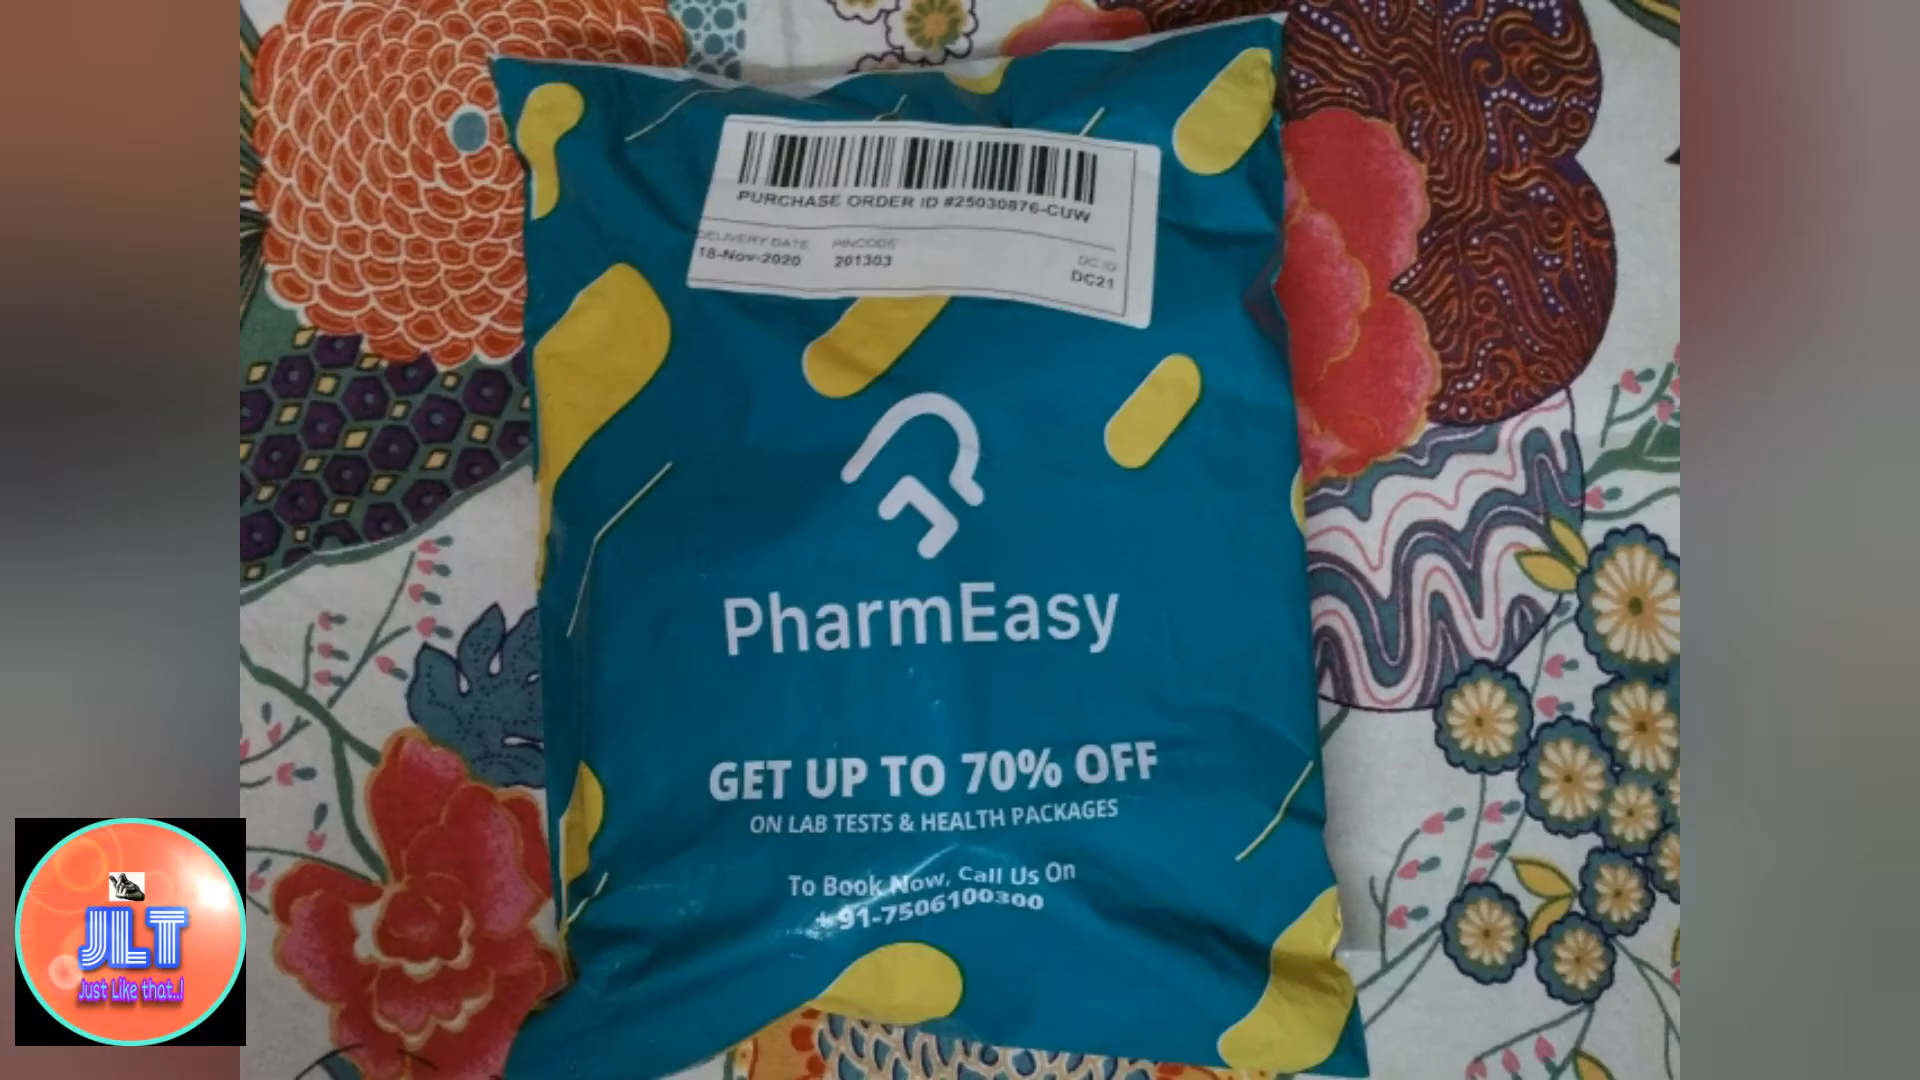 PURCHASE ORDER ID #25030876-CUW
DELIVERY DATE PINCODE DC ID
18-Nov-2020 201303 DC21
PharmEasy
GET UP TO 70% OFF
ON LAB TESTS & HEALTH PACKAGES
To Book Now, Call Us On
+ 91-7506100300
JLT
Just Like that..!